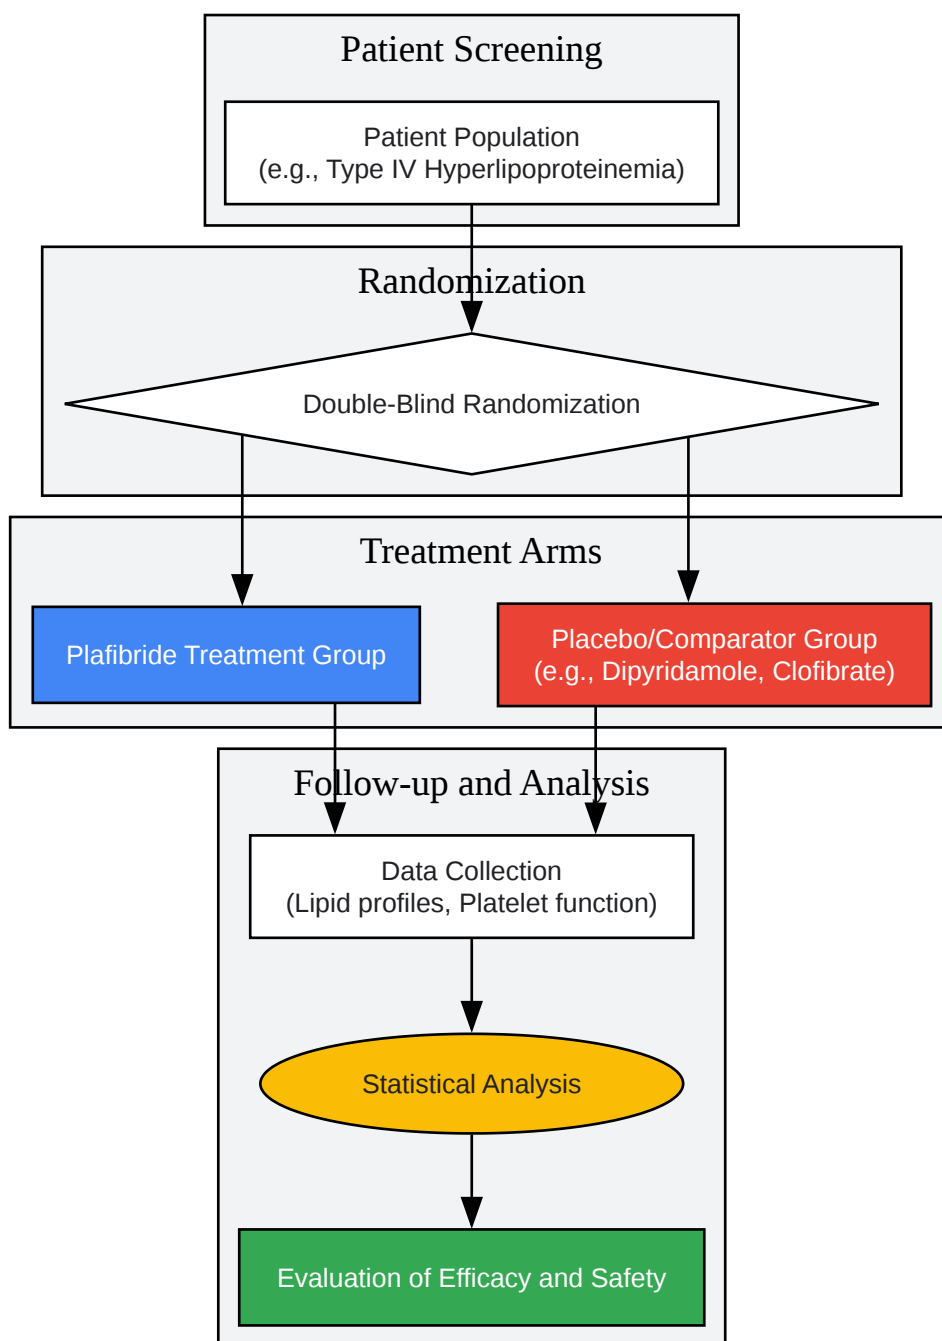 Patient Screening
Patient Population
(e.g., Type IV Hyperlipoproteinemia)
Randomization
Double-Blind Randomization
Treatment Arms
Plafibride Treatment Group
Placebo/Comparator Group
(e.g., Dipyridamole, Clofibrate)
Follow-up and Analysis
Data Collection
(Lipid profiles, Platelet function)
Statistical Analysis
Evaluation of Efficacy and Safety